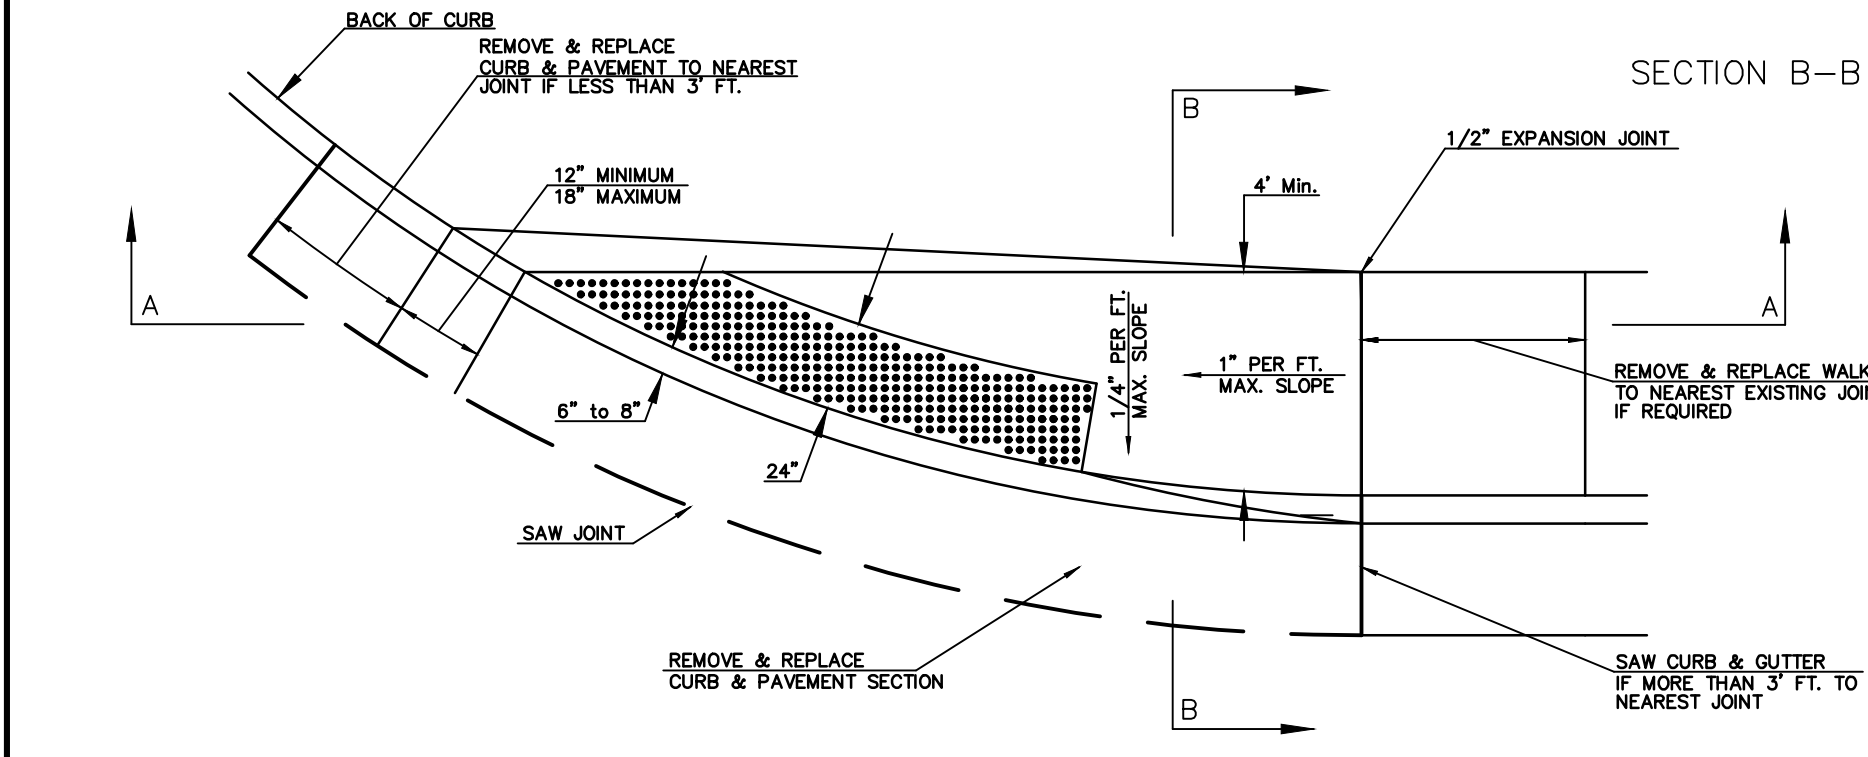 BACK OF CURB
REMOVE & REPLACE
CURB & PAVEMENT TO NEAREST
JOINT IF LESS THAN 3' FT.
SECTION B-B
B
1/2" EXPANSION JOINT
12" MINIMUM
18" MAXIMUM
4' Min.
A
A
1/4" PER FT.
MAX. SLOPE
1" PER FT.
MAX. SLOPE
REMOVE & REPLACE WALK
TO NEAREST EXISTING JOIN
IF REQUIRED
6" to 8"
24"
SAW JOINT
REMOVE & REPLACE
CURB & PAVEMENT SECTION
SAW CURB & GUTTER
IF MORE THAN 3' FT. TO
NEAREST JOINT
B